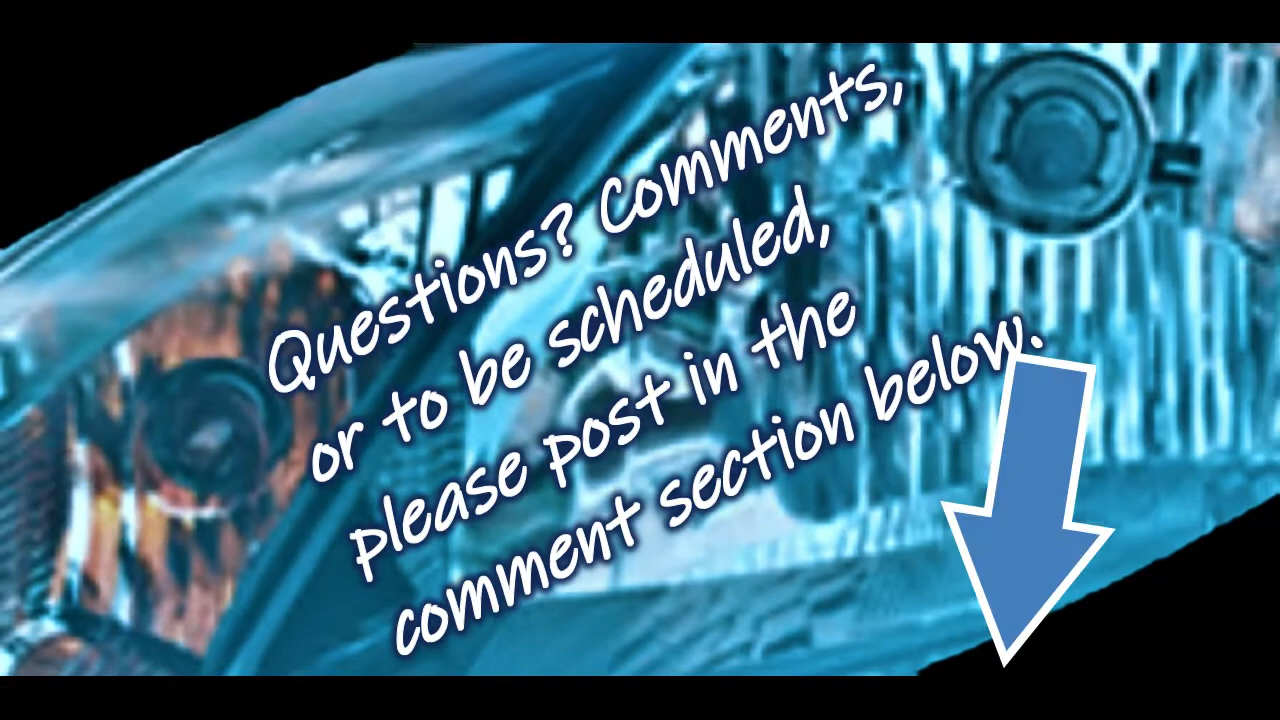 Questions? Comments,
or to be scheduled,
please post in the
comment section below.